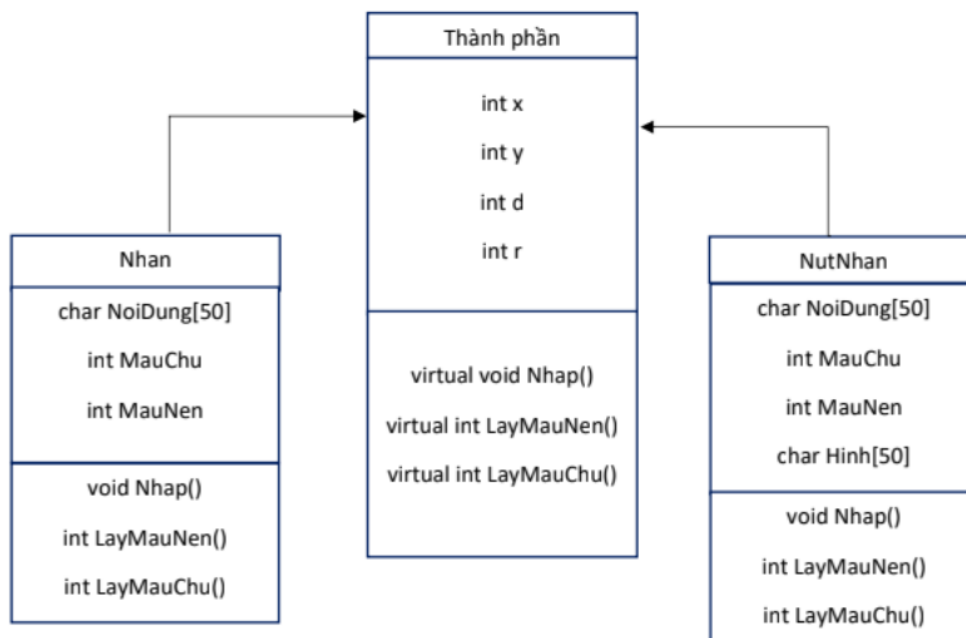 Thành phần
int x
int y
int d
int r
virtual void Nhap()
virtual int LayMauNen()
virtual int LayMauChu()
Nhan
char NoiDung[50]
int MauChu
int MauNen
void Nhap()
int LayMauNen()
int LayMauChu()
NutNhan
char NoiDung[50]
int MauChu
int MauNen
char Hinh[50]
void Nhap()
int LayMauNen()
int LayMauChu()